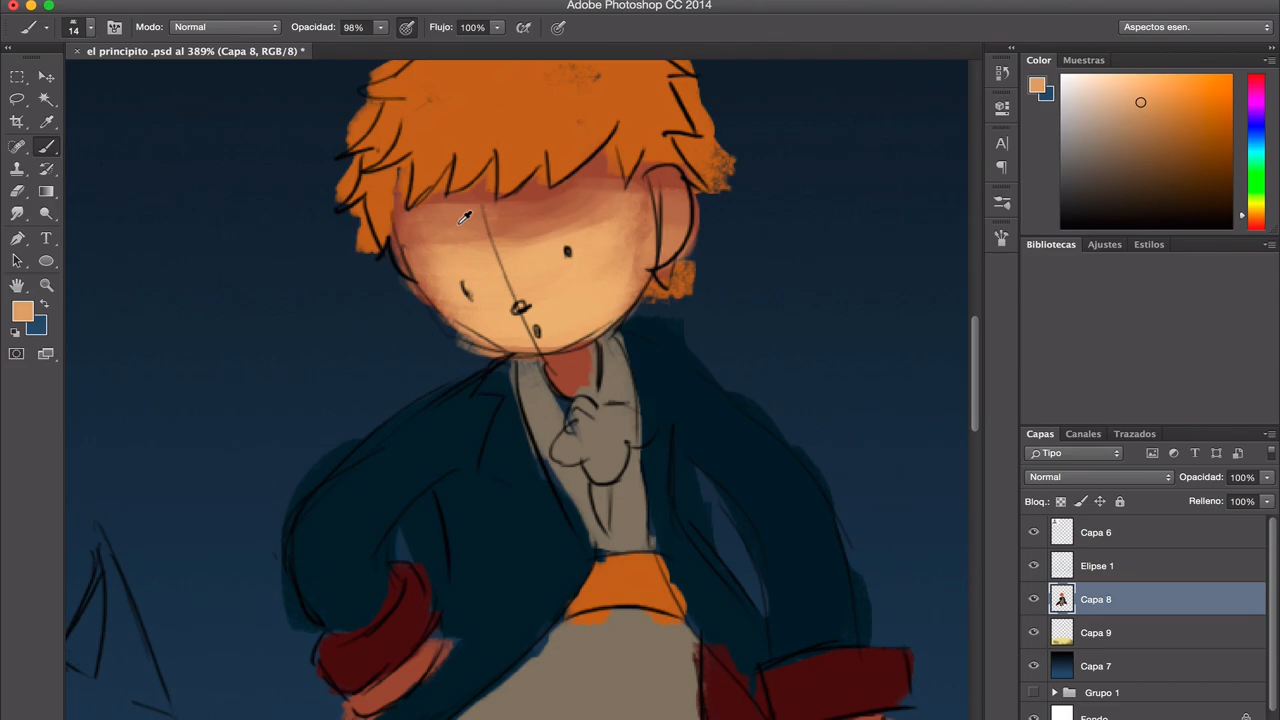 Adobe Photoshop CC 2014
14
Modo: Normal
Opacidad: 98%
Flujo: 100%
Aspectos esen.
× el principito .psd al 389% (Capa 8, RGB/8) *
Color Muestras
Bibliotecas Ajustes Estilos
Capas Canales Trazados
Tipo
Normal
Opacidad: 100%
Bloq.:
Relleno: 100%
Capa 6
Elipse 1
Capa 8
Capa 9
Capa 7
Grupo 1
Fondo